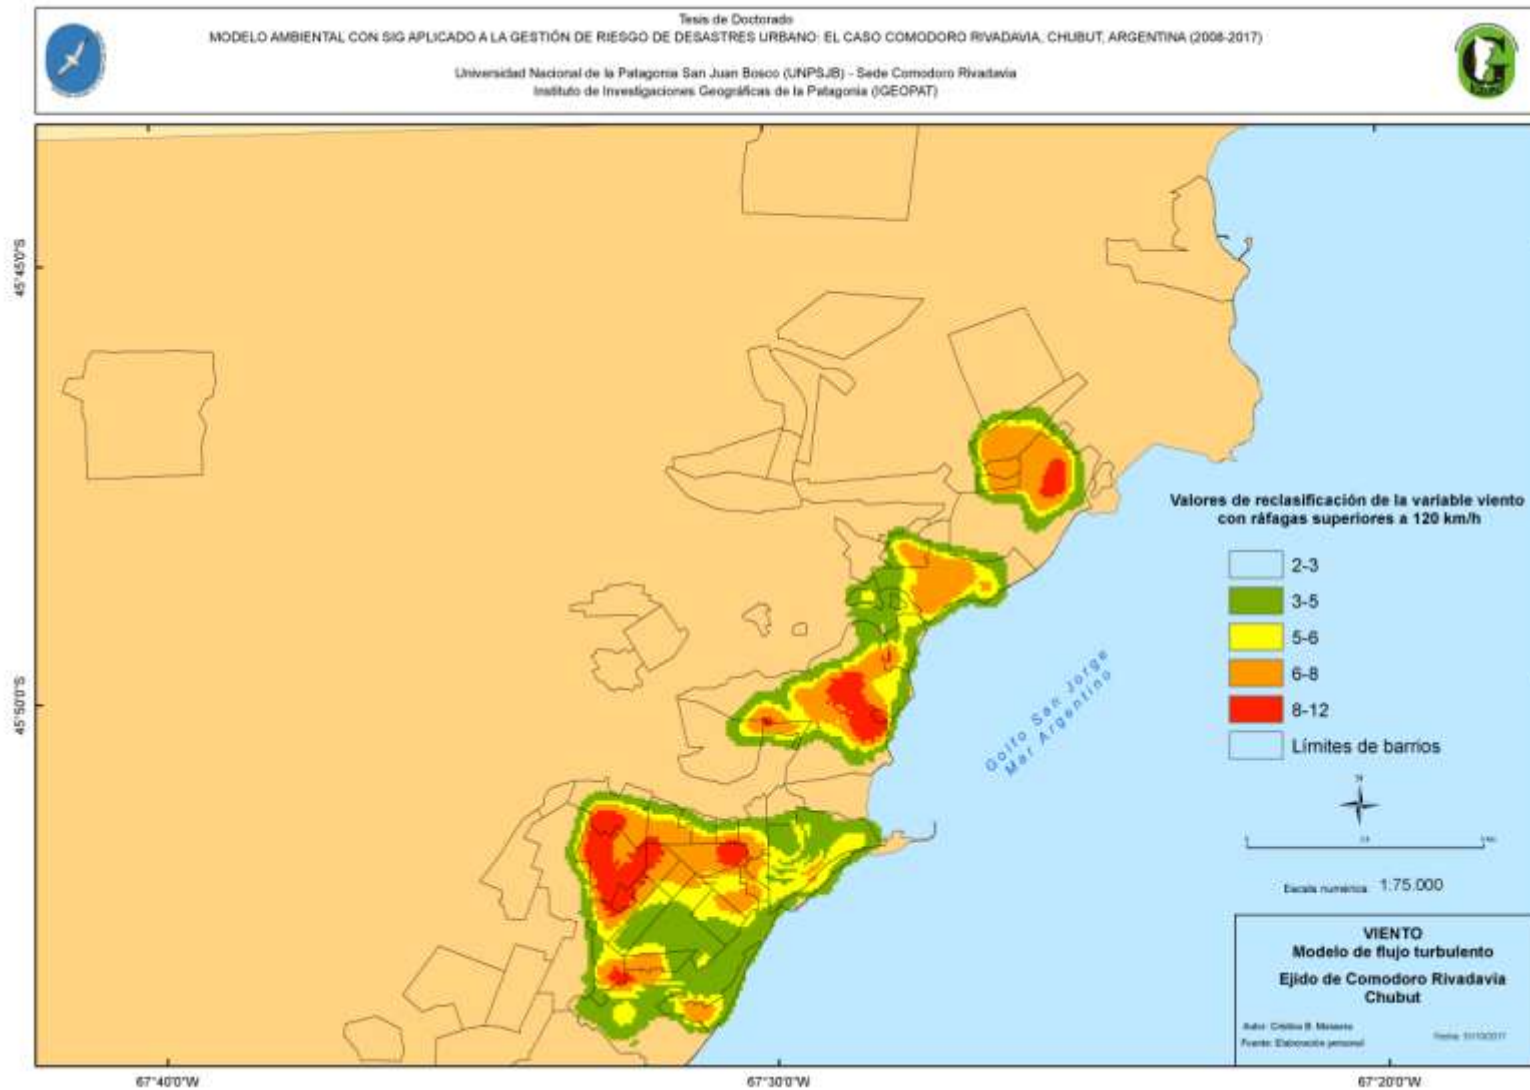 Tesis de Doctorado
MODELO AMBIENTAL CON SIG APLICADO A LA GESTIÓN DE RIESGO DE DESASTRES URBANO: EL CASO COMODORO RIVADAVIA, CHUBUT, ARGENTINA (2008-2017)
Universidad Nacional de la Patagonia San Juan Bosco (UNPSJB) - Sede Comodoro Rivadavia
Instituto de Investigaciones Geográficas de la Patagonia (IGEOPAT)
45°45'0"S
45°50'0"S
Golfo San Jorge
Mar Argentino
Valores de reclasificación de la variable viento
con ráfagas superiores a 120 km/h
2-3
3-5
5-6
6-8
8-12
Límites de barrios
N
Escala numérica 1:75.000
VIENTO
Modelo de flujo turbulento
Ejido de Comodoro Rivadavia
Chubut
Autor: Cristina B.
Fuente: Elaboración personal
67°40'0"W
67°30'0"W
67°20'0"W